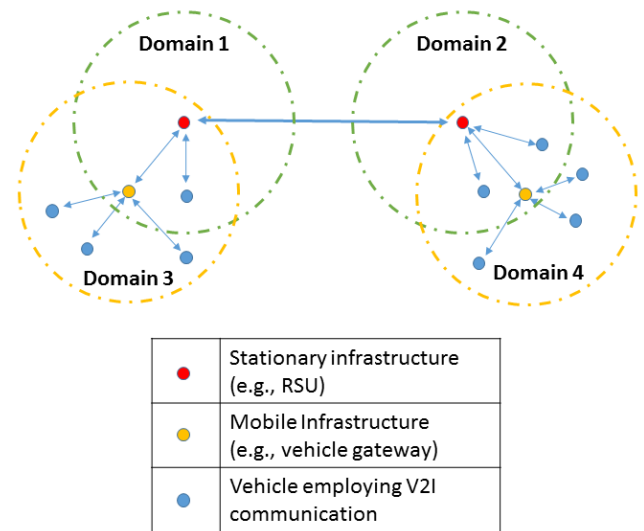 Domain 1
Domain 2
Domain 3
Domain 4
Stationary infrastructure
(e.g., RSU)
Mobile Infrastructure
(e.g., vehicle gateway)
Vehicle employing V2I
communication